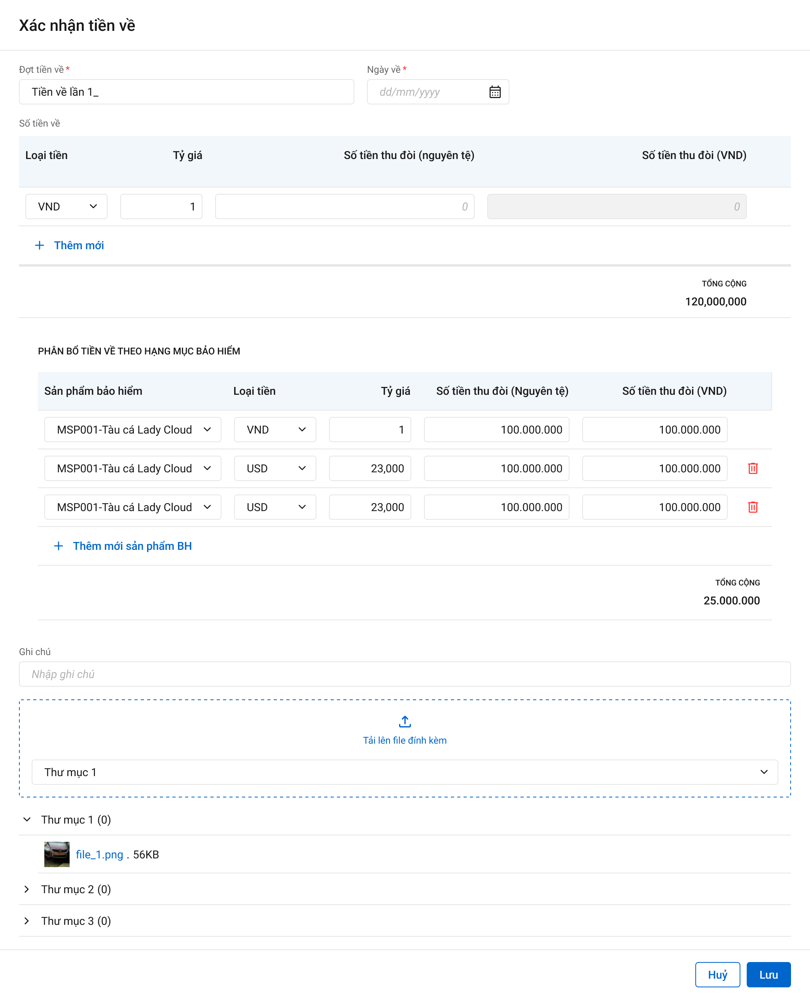 Xác nhận tiền về
Đợt tiền về * Ngày về *
Tiền về lần 1_ dd/mm/yyyy
Số tiền về
Loại tiền Tỷ giá Số tiền thu đòi (nguyên tệ) Số tiền thu đòi (VND)
VND 1 0 0
Thêm mới
TỔNG CỘNG
120,000,000
PHÂN BỔ TIỀN VỀ THEO HẠNG MỤC BẢO HIỂM
Sản phẩm bảo hiểm Loại tiền Tỷ giá Số tiền thu đòi (Nguyên tệ) Số tiền thu đòi (VND)
MSP001-Tàu cá Lady Cloud VND 1 100.000.000 100.000.000
MSP001-Tàu cá Lady Cloud USD 23,000 100.000.000 100.000.000
MSP001-Tàu cá Lady Cloud USD 23,000 100.000.000 100.000.000
Thêm mới sản phẩm BH
TỔNG CỘNG
25.000.000
Ghi chú
Nhập ghi chú
Tải lên file đính kèm
Thư mục 1
Thư mục 1 (0)
file_1.png . 56KB
Thư mục 2 (0)
Thư mục 3 (0)
Huỷ Lưu